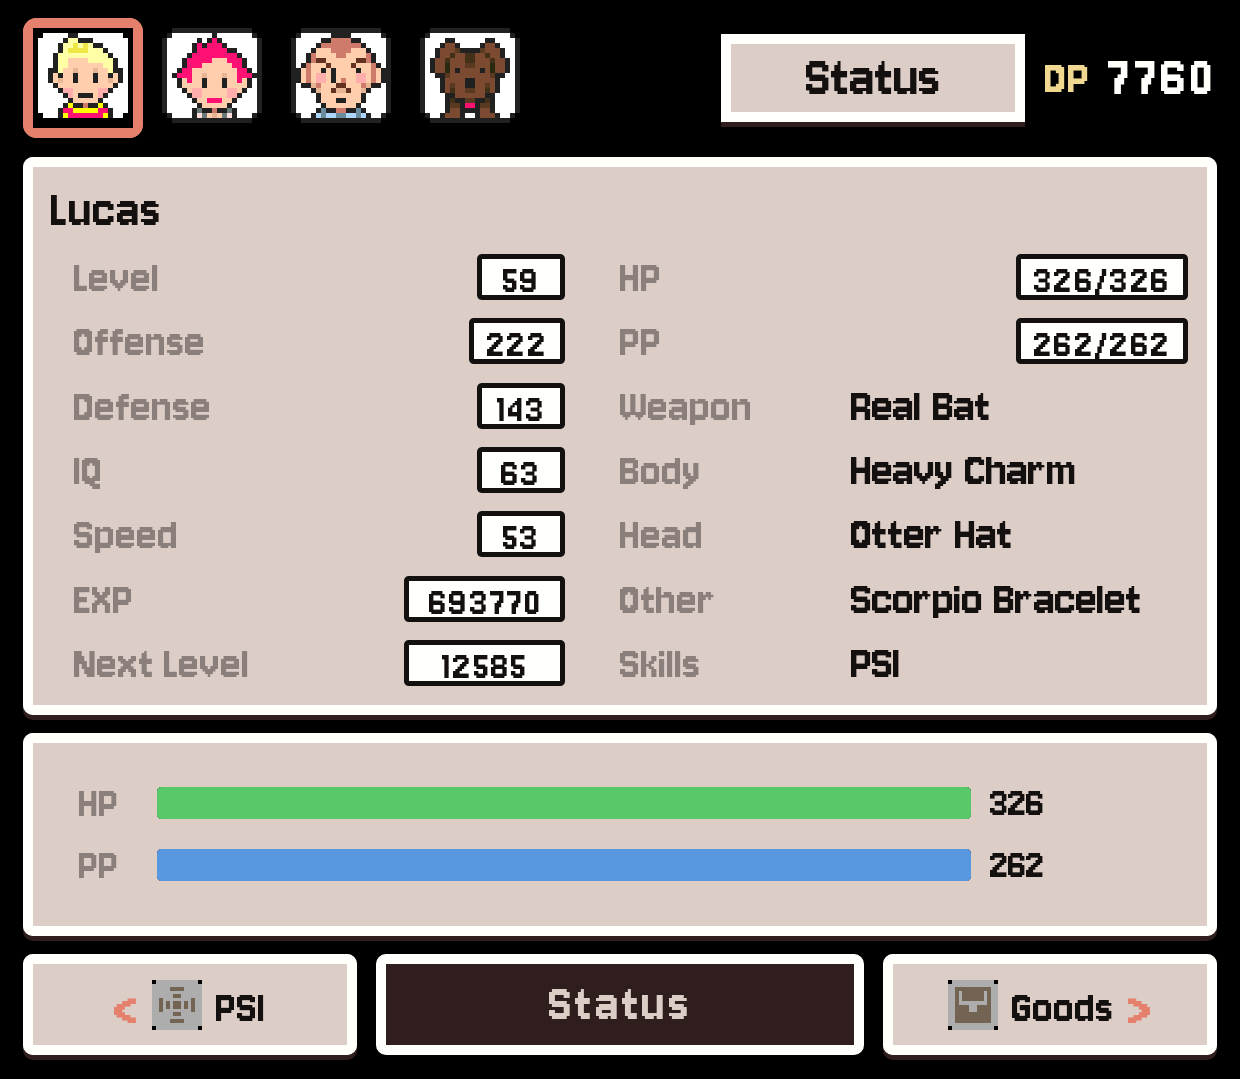 Status DP 7760
Lucas
Level 59 HP 326/326
Offense 222 PP 262/262
Defense 143 Weapon Real Bat
IQ 63 Body Heavy Charm
Speed 53 Head Otter Hat
EXP 693770 Other Scorpio Bracelet
Next Level 12585 Skills PSI
HP 326
PP 262
< PSI Status Goods >